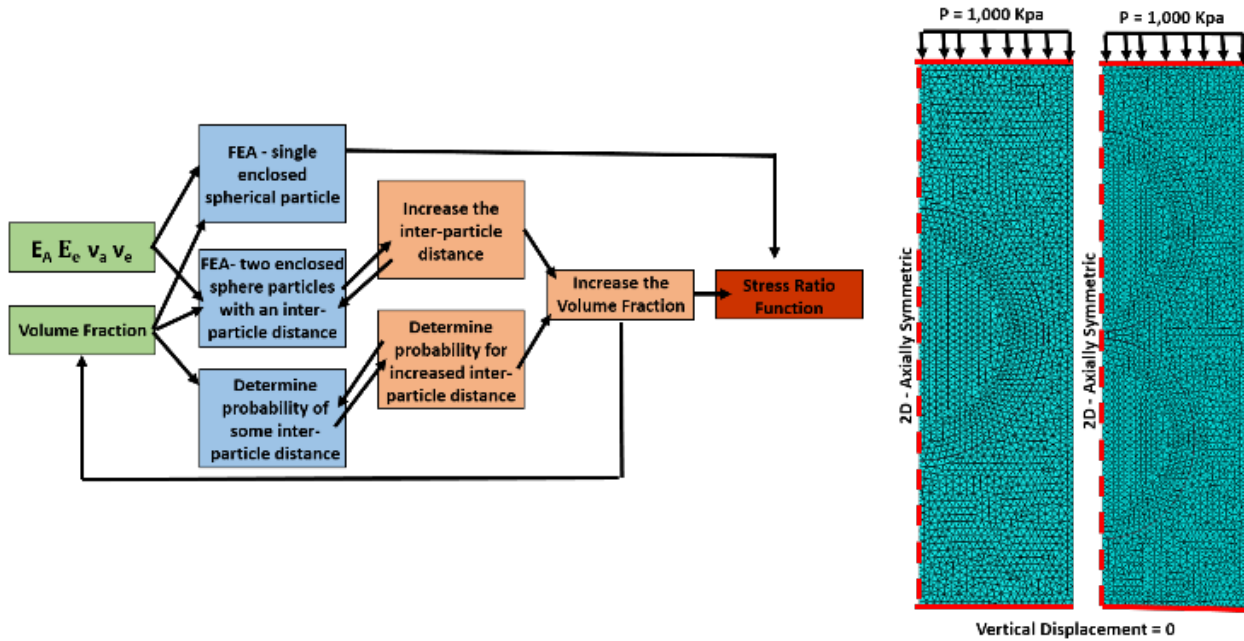 E_A E_e v_a v_e
Volume Fraction
FEA - single
enclosed
spherical particle
FEA- two enclosed
sphere particles
with an inter-
particle distance
Determine
probability of
some inter-
particle distance
Increase the
inter-particle
distance
Determine
probability for
increased inter-
particle distance
Increase the
Volume Fraction
Stress Ratio
Function
P = 1,000 Kpa
2D - Axially Symmetric
P = 1,000 Kpa
2D - Axially Symmetric
Vertical Displacement = 0